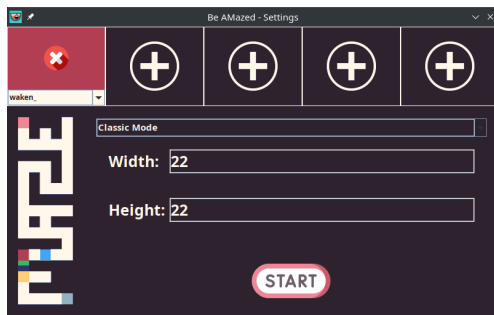 Be AMazed - Settings
waken_
Classic Mode
Width: 22
Height: 22
START